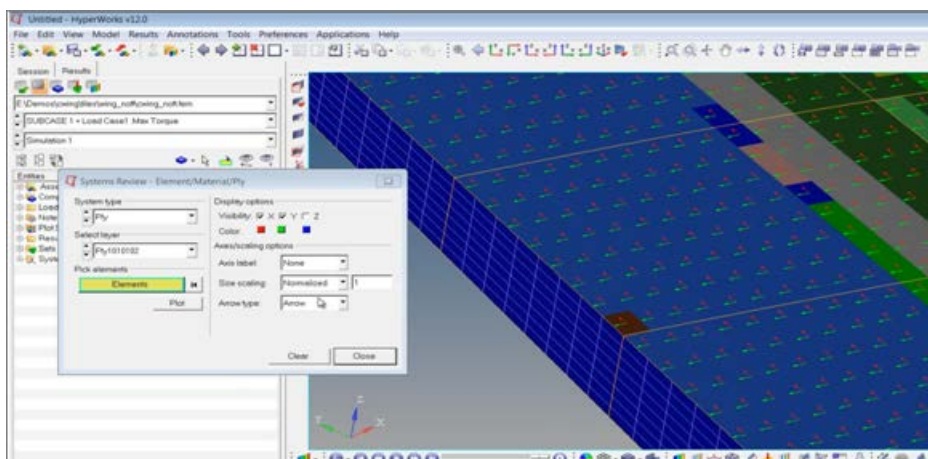 Untitled - HyperWorks v12.0
File Edit View Model Results Annotations Tools Preferences Applications Help
Session Results
SUBCASE 1 = Load Case1 Max Torque
Simulation 1
Entities
Systems Review - Element/Material/Ply
System type
Ply
Select layer
Ply1010102
Pick elements
Elements
Plot
Display options
Visibility: X Y Z
Color:
Axes/scaling options
Axis label: None
Size scaling: Normalized 1
Arrow type: Arrow
Clear Close
Z
Y X